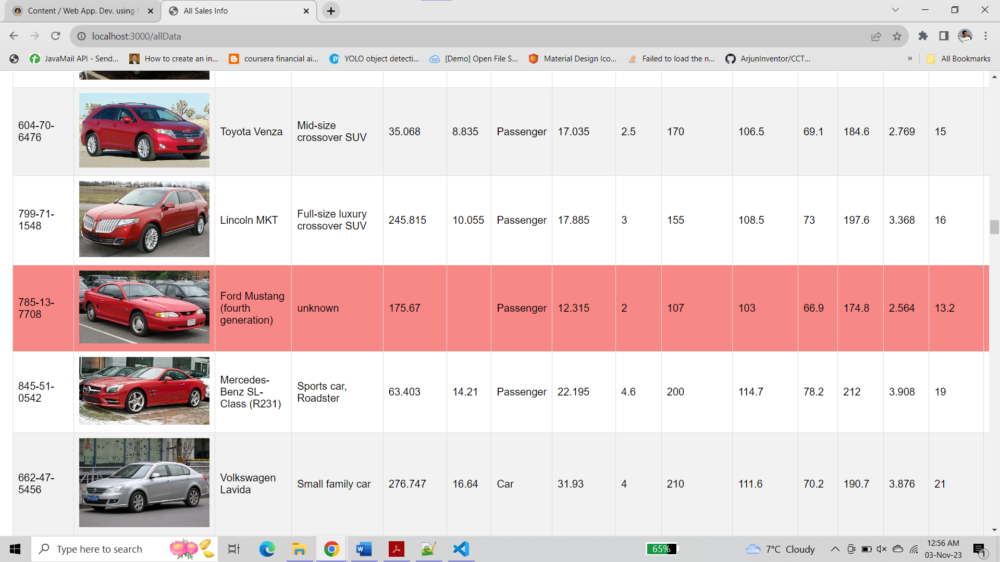 Content / Web App. Dev. using
All Sales Info
localhost:3000/allData
JavaMail API - Send...
How to create an in...
coursera financial ai...
YOLO object detecti...
[Demo] Open File S...
Material Design Ico...
Failed to load the n...
ArjunInventor/CCT...
»
All Bookmarks
604-70-
6476
Toyota Venza
Mid-size
crossover SUV
35.068
8.835
Passenger
17.035
2.5
170
106.5
69.1
184.6
2.769
15
799-71-
1548
Lincoln MKT
Full-size luxury
crossover SUV
245.815
10.055
Passenger
17.885
3
155
108.5
73
197.6
3.368
16
785-13-
7708
Ford Mustang
(fourth
generation)
unknown
175.67
Passenger
12.315
2
107
103
66.9
174.8
2.564
13.2
845-51-
0542
Mercedes-
Benz SL-
Class (R231)
Sports car,
Roadster
63.403
14.21
Passenger
22.195
4.6
200
114.7
78.2
212
3.908
19
662-47-
5456
Volkswagen
Lavida
Small family car
276.747
16.64
Car
31.93
4
210
111.6
70.2
190.7
3.876
21
Type here to search
65%
7°C Cloudy
12:56 AM
03-Nov-23
1